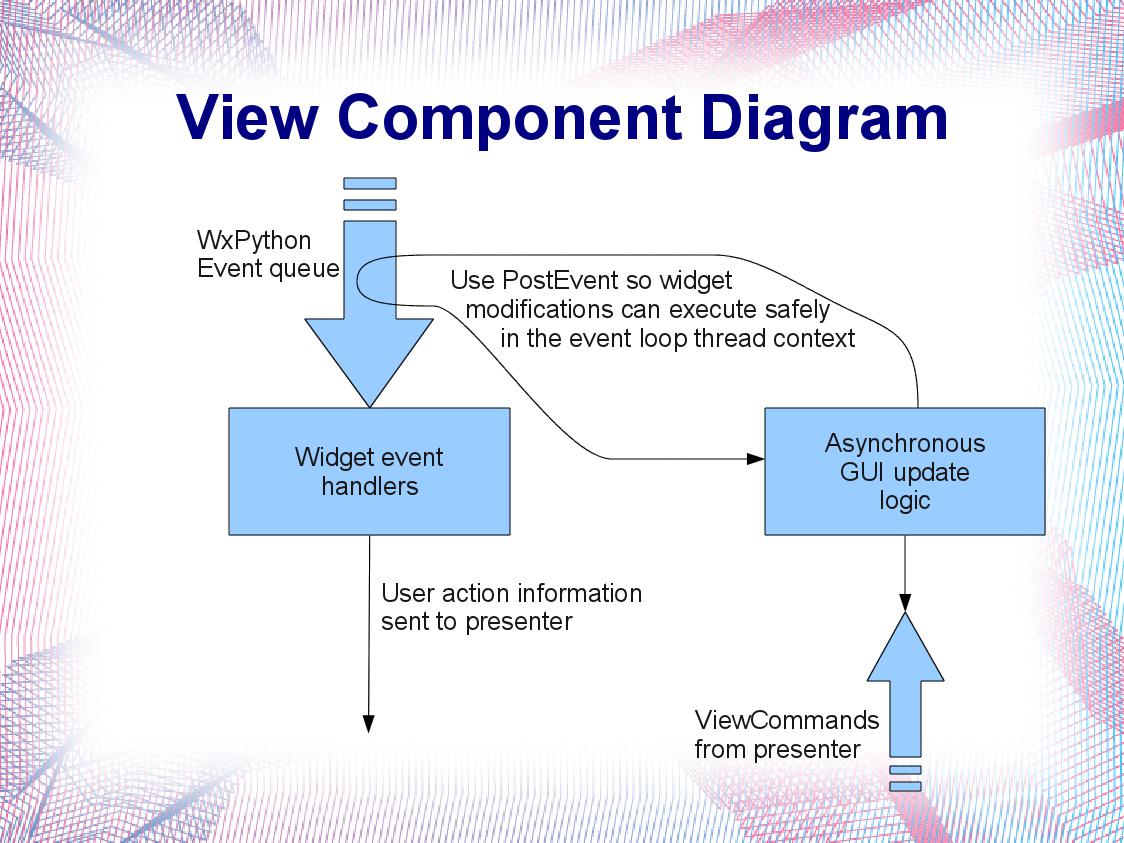 View Component Diagram
WxPython
Event queue
Use PostEvent so widget
modifications can execute safely
in the event loop thread context
Widget event
handlers
Asynchronous
GUI update
logic
User action information
sent to presenter
ViewCommands
from presenter